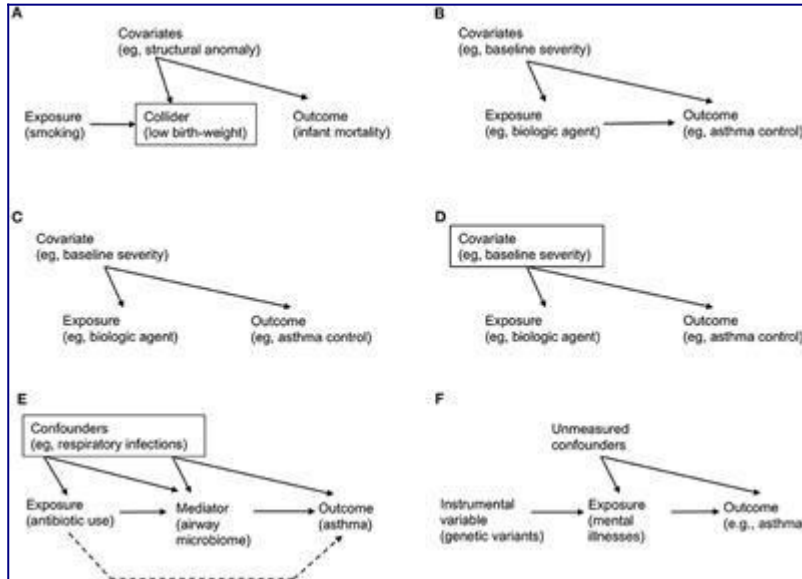 A
Covariates
(eg, structural anomaly)
Exposure
(smoking)
Collider
(low birth-weight)
Outcome
(infant mortality)
B
Covariates
(eg, baseline severity)
Exposure
(eg, biologic agent)
Outcome
(eg, asthma control)
C
Covariate
(eg, baseline severity)
Exposure
(eg, biologic agent)
Outcome
(eg, asthma control)
D
Covariate
(eg, baseline severity)
Exposure
(eg, biologic agent)
Outcome
(eg, asthma control)
E
Confounders
(eg, respiratory infections)
Exposure
(antibiotic use)
Mediator
(airway
microbiome)
Outcome
(asthma)
F
Unmeasured
confounders
Instrumental
variable
(genetic variants)
Exposure
(mental
illnesses)
Outcome
(e.g., asthma